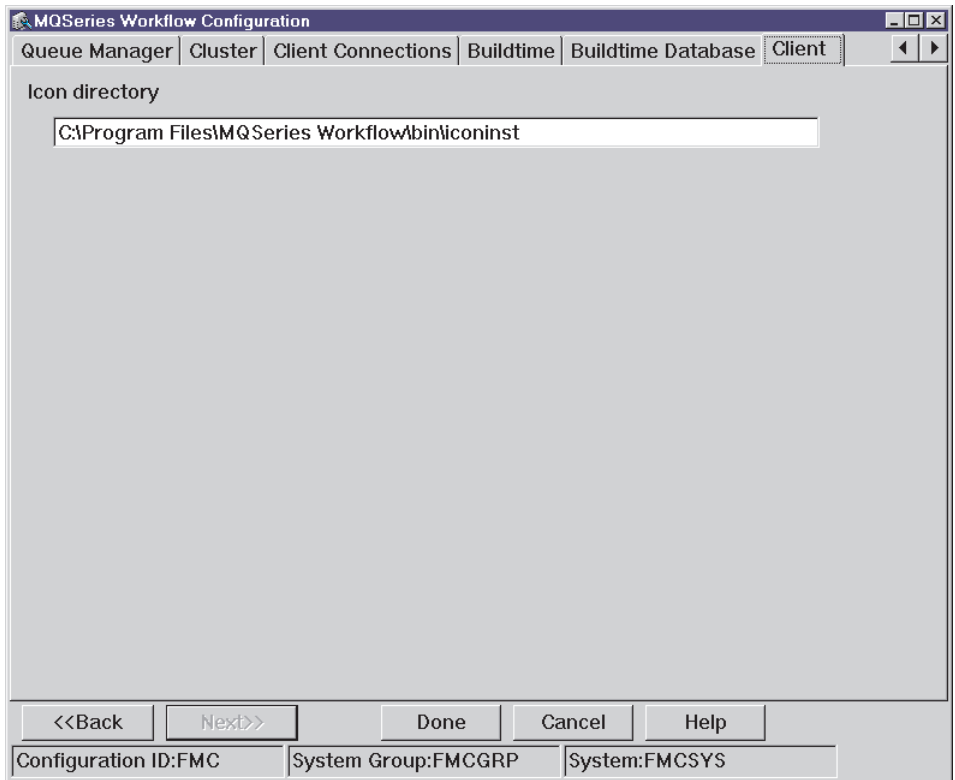 MQSeries Workflow Configuration
Queue Manager Cluster Client Connections Buildtime Buildtime Database Client
Icon directory
C:\Program Files\MQSeries Workflow\bin\iconinst
<<Back Next>> Done Cancel Help
Configuration ID:FMC System Group:FMCGRP System:FMCSYS